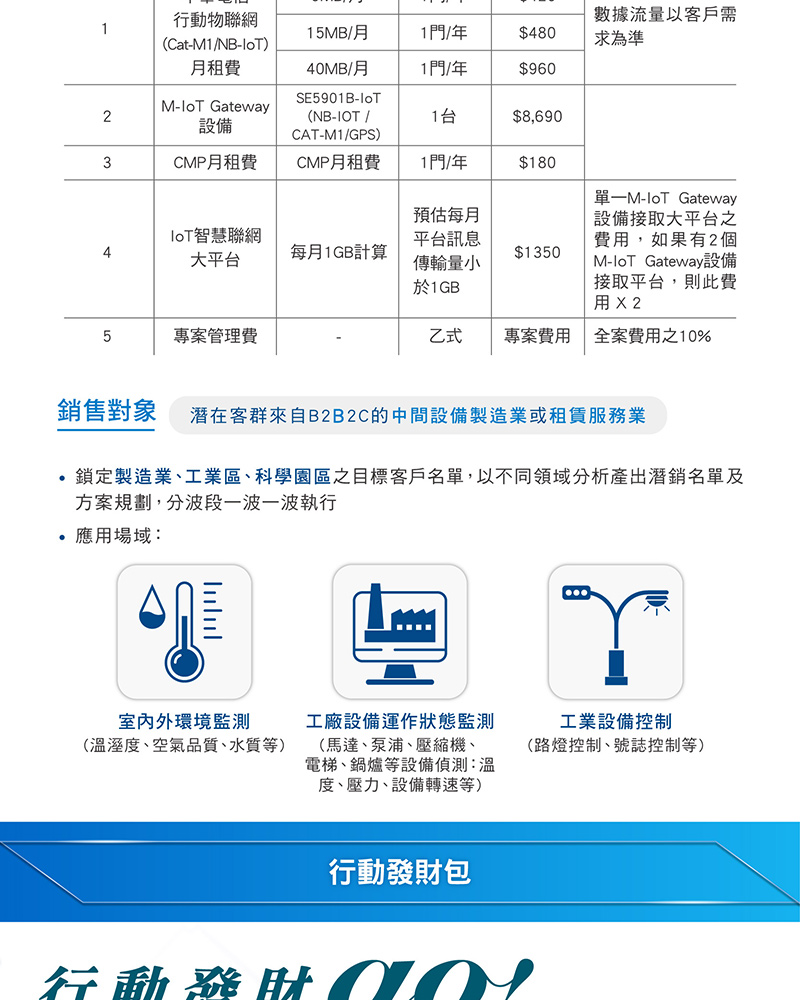 1
行動物聯網
(Cat-M1/NB-IoT)
月租費
15MB/月
1門/年
$480
40MB/月
1門/年
$960
數據流量以客戶需
求為準
2
M-IoT Gateway
設備
SE5901B-IoT
(NB-IOT /
CAT-M1/GPS)
1台
$8,690
3
CMP月租費
CMP月租費
1門/年
$180
4
IoT智慧聯網
大平台
每月1GB計算
預估每月
平台訊息
傳輸量小
於1GB
$1350
單一M-IoT Gateway
設備接取大平台之
費用，如果有2個
M-IoT Gateway設備
接取平台，則此費
用 X 2
5
專案管理費
-
乙式
專案費用
全案費用之10%
銷售對象
潛在客群來自B2B2C的中間設備製造業或租賃服務業
• 鎖定製造業、工業區、科學園區之目標客戶名單，以不同領域分析產出潛銷名單及
方案規劃，分波段一波一波執行
• 應用場域：
室內外環境監測
(溫溼度、空氣品質、水質等)
工廠設備運作狀態監測
(馬達、泵浦、壓縮機、
電梯、鍋爐等設備偵測：溫
度、壓力、設備轉速等)
工業設備控制
(路燈控制、號誌控制等)
行動發財包
行動發財go!